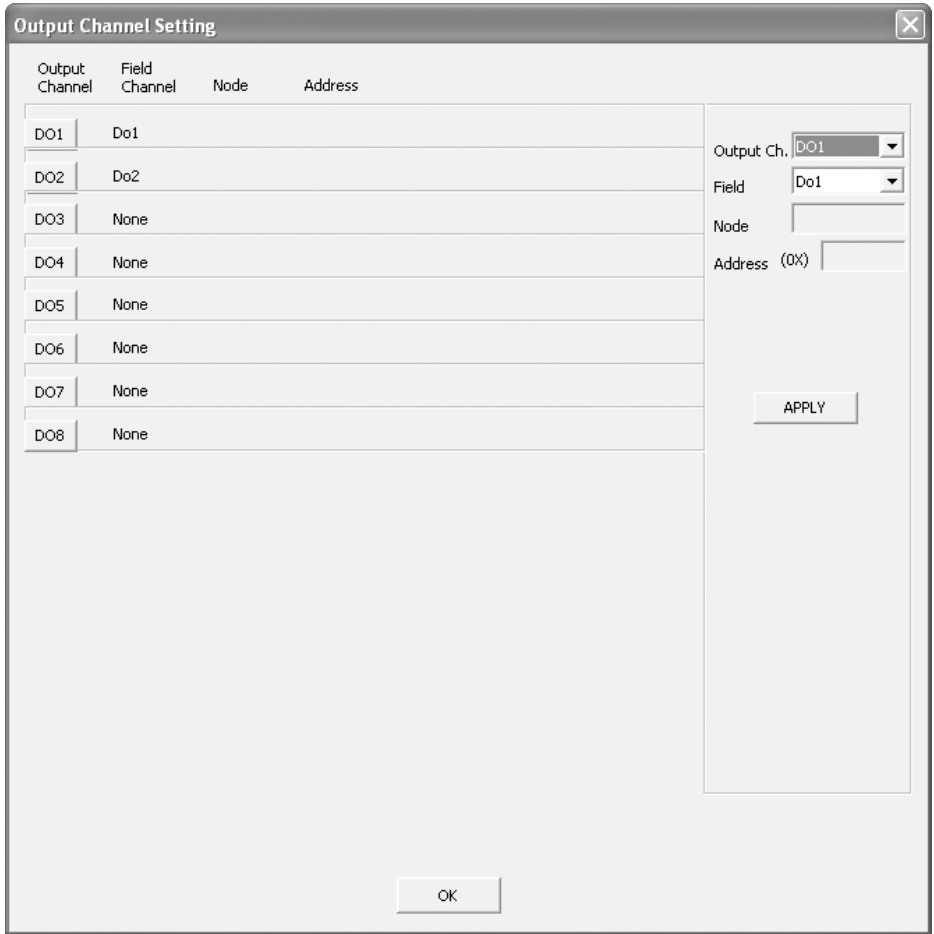 Output Channel Setting
Output Channel
Field Channel
Node
Address
DO1 Do1
DO2 Do2
DO3 None
DO4 None
DO5 None
DO6 None
DO7 None
DO8 None
Output Ch. DO1
Field Do1
Node
Address (0X)
APPLY
OK